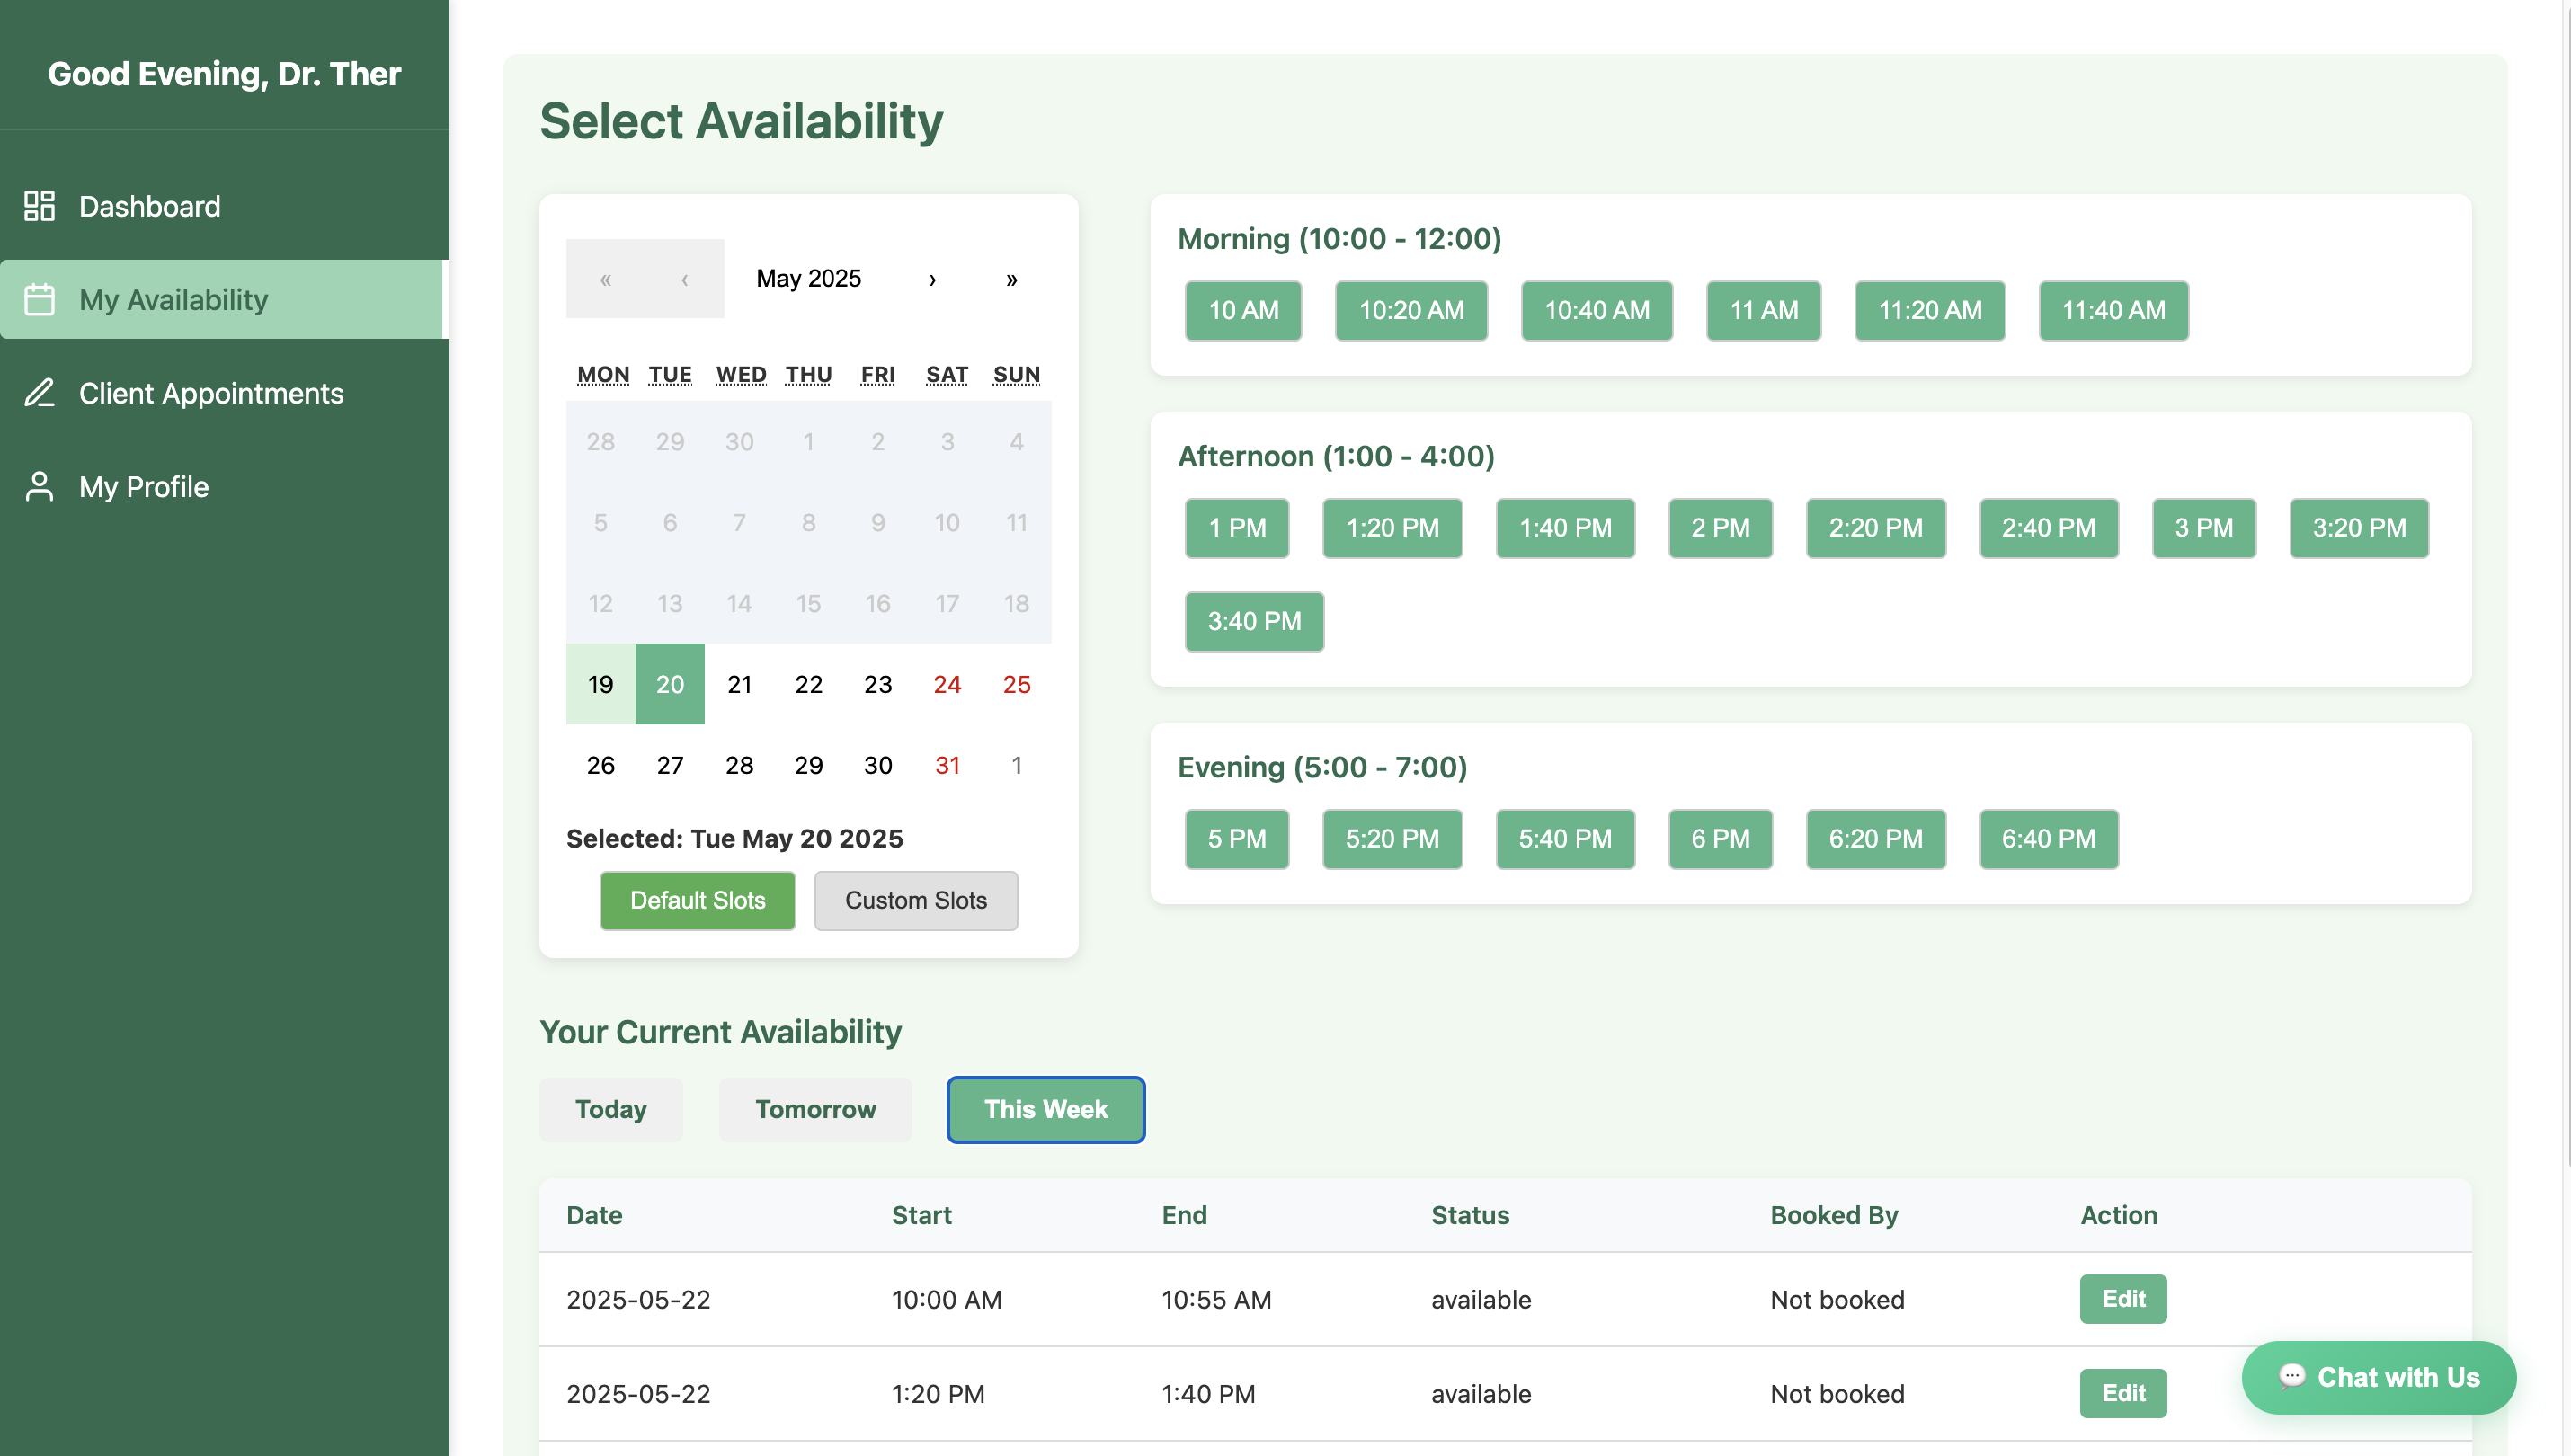 Good Evening, Dr. Ther
Dashboard
My Availability
Client Appointments
My Profile
Select Availability
« ‹ May 2025 › »
MON TUE WED THU FRI SAT SUN
28 29 30 1 2 3 4
5 6 7 8 9 10 11
12 13 14 15 16 17 18
19 20 21 22 23 24 25
26 27 28 29 30 31 1
Selected: Tue May 20 2025
Default Slots Custom Slots
Morning (10:00 - 12:00)
10 AM 10:20 AM 10:40 AM 11 AM 11:20 AM 11:40 AM
Afternoon (1:00 - 4:00)
1 PM 1:20 PM 1:40 PM 2 PM 2:20 PM 2:40 PM 3 PM 3:20 PM
3:40 PM
Evening (5:00 - 7:00)
5 PM 5:20 PM 5:40 PM 6 PM 6:20 PM 6:40 PM
Your Current Availability
Today Tomorrow This Week
Date Start End Status Booked By Action
2025-05-22 10:00 AM 10:55 AM available Not booked Edit
2025-05-22 1:20 PM 1:40 PM available Not booked Edit
Chat with Us